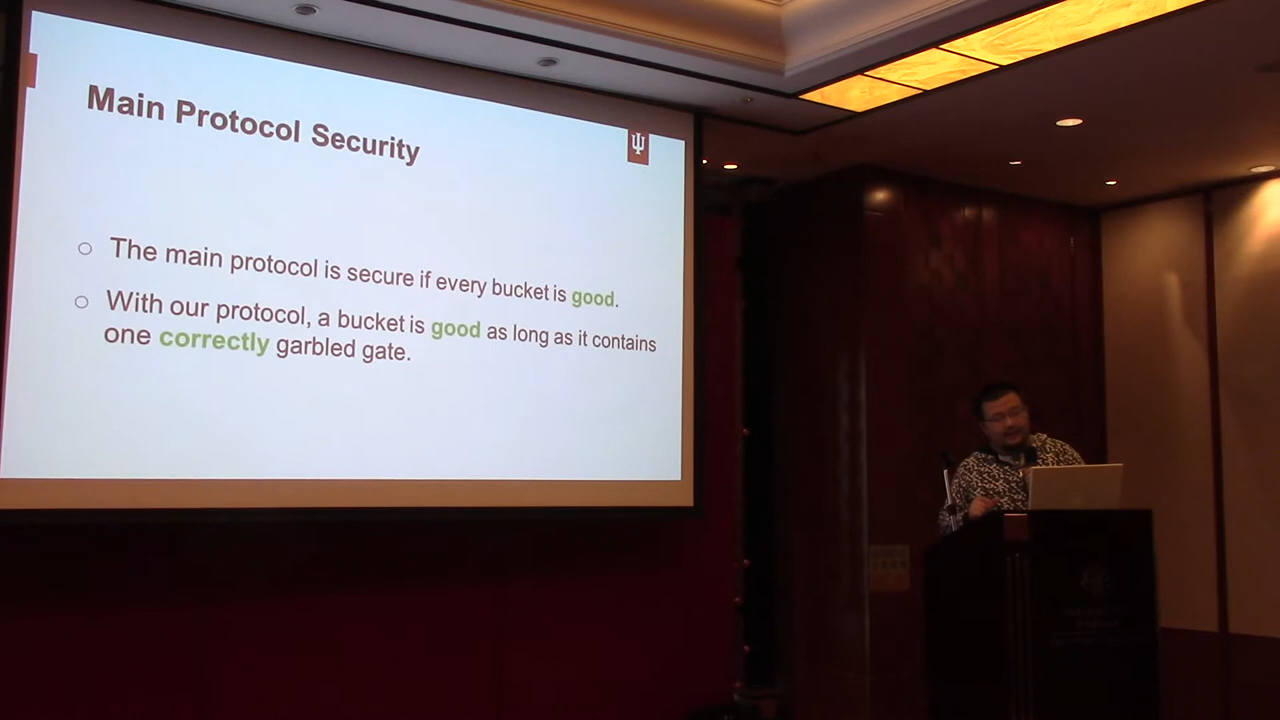 Main Protocol Security
The main protocol is secure if every bucket is good.
With our protocol, a bucket is good as long as it contains
one correctly garbled gate.